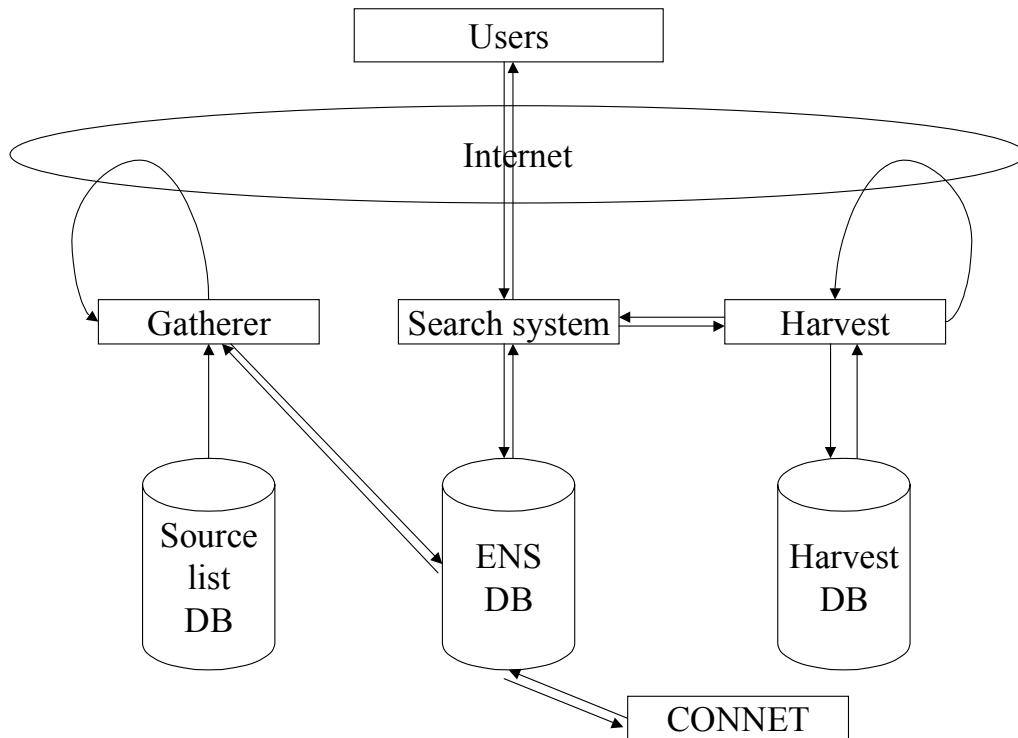 Users
Internet
Gatherer
Search system
Harvest
Source
list
DB
ENS
DB
Harvest
DB
CONNET